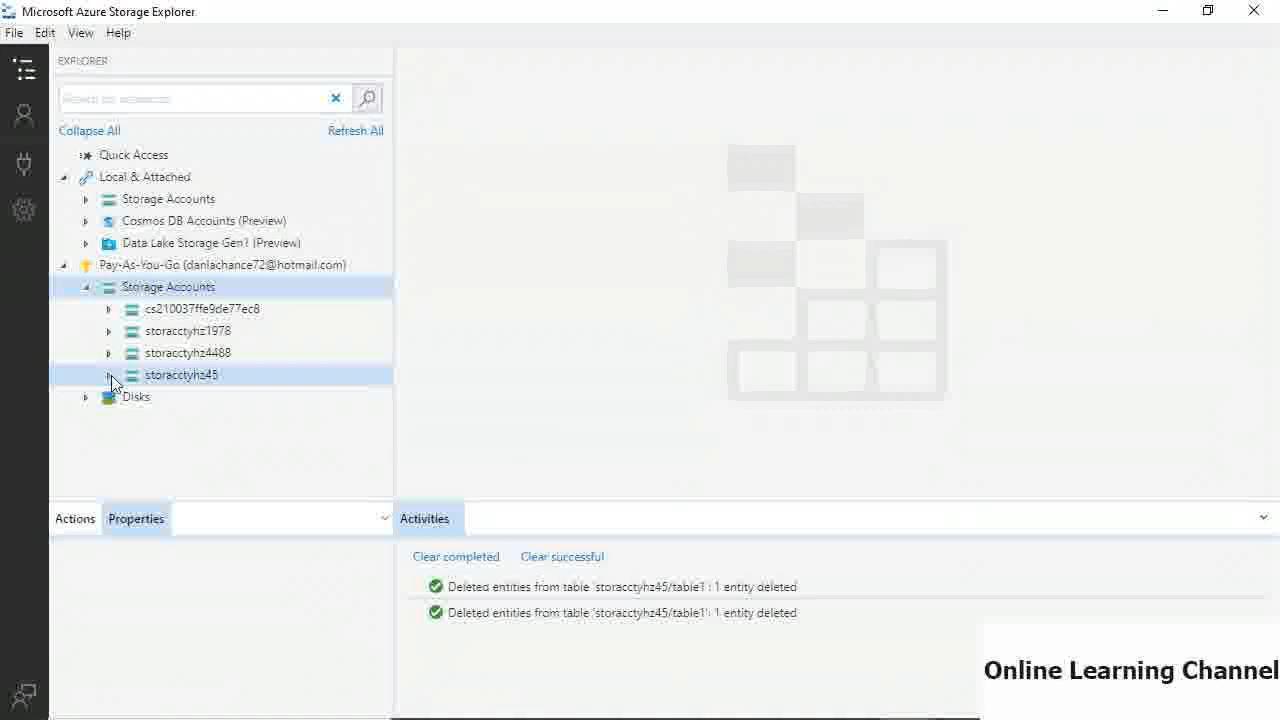 Microsoft Azure Storage Explorer
File Edit View Help
EXPLORER
Search for resources
Collapse All Refresh All
Quick Access
Local & Attached
Storage Accounts
Cosmos DB Accounts (Preview)
Data Lake Storage Gen1 (Preview)
Pay-As-You-Go (danlachance72@hotmail.com)
Storage Accounts
cs210037ffe9de77ec8
storacctyhz1978
storacctyhz4488
storacctyhz45
Disks
Actions Properties Activities
Clear completed Clear successful
Deleted entities from table 'storacctyhz45/table1': 1 entity deleted
Deleted entities from table 'storacctyhz45/table1': 1 entity deleted
Online Learning Channel